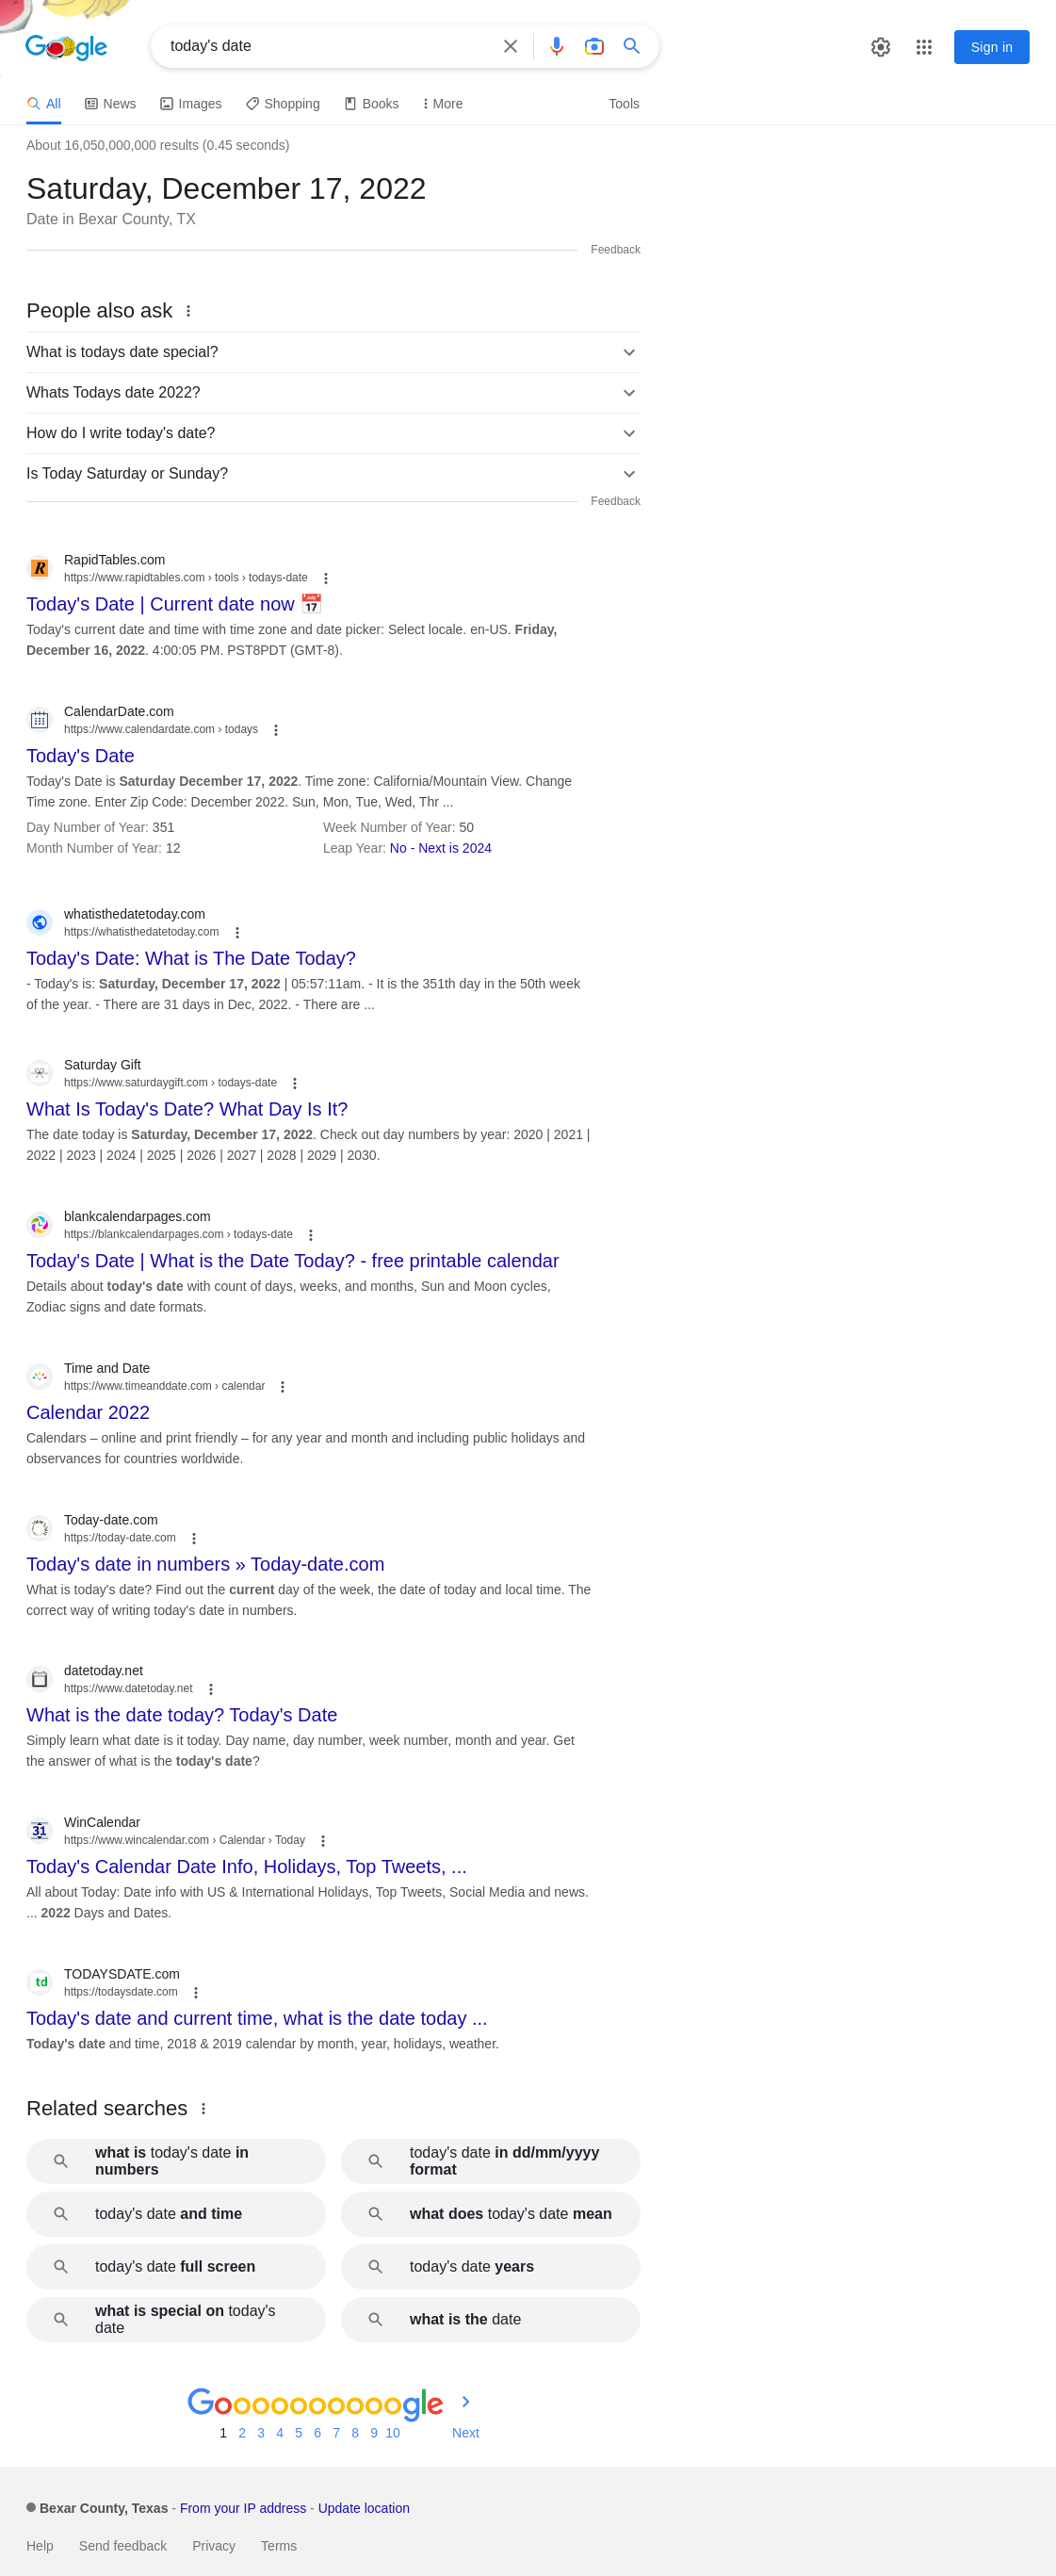 Google
today's date
Sign in
All
News
Images
Shopping
Books
More
Tools
About 16,050,000,000 results (0.45 seconds)
Saturday, December 17, 2022
Date in Bexar County, TX
Feedback
People also ask
What is todays date special?
Whats Todays date 2022?
How do I write today's date?
Is Today Saturday or Sunday?
Feedback
R
RapidTables.com
https://www.rapidtables.com › tools › todays-date
Today's Date | Current date now 📅
Today's current date and time with time zone and date picker: Select locale. en-US. Friday,
December 16, 2022. 4:00:05 PM. PST8PDT (GMT-8).
CalendarDate.com
https://www.calendardate.com › todays
Today's Date
Today's Date is Saturday December 17, 2022. Time zone: California/Mountain View. Change
Time zone. Enter Zip Code: December 2022. Sun, Mon, Tue, Wed, Thr ...
Day Number of Year: 351
Week Number of Year: 50
Month Number of Year: 12
Leap Year: No - Next is 2024
whatisthedatetoday.com
https://whatisthedatetoday.com
Today's Date: What is The Date Today?
- Today's is: Saturday, December 17, 2022 | 05:57:11am. - It is the 351th day in the 50th week
of the year. - There are 31 days in Dec, 2022. - There are ...
Saturday Gift
https://www.saturdaygift.com › todays-date
What Is Today's Date? What Day Is It?
The date today is Saturday, December 17, 2022. Check out day numbers by year: 2020 | 2021 |
2022 | 2023 | 2024 | 2025 | 2026 | 2027 | 2028 | 2029 | 2030.
blankcalendarpages.com
https://blankcalendarpages.com › todays-date
Today's Date | What is the Date Today? - free printable calendar
Details about today's date with count of days, weeks, and months, Sun and Moon cycles,
Zodiac signs and date formats.
Time and Date
https://www.timeanddate.com › calendar
Calendar 2022
Calendars – online and print friendly – for any year and month and including public holidays and
observances for countries worldwide.
Today-date.com
https://today-date.com
Today's date in numbers » Today-date.com
What is today's date? Find out the current day of the week, the date of today and local time. The
correct way of writing today's date in numbers.
datetoday.net
https://www.datetoday.net
What is the date today? Today's Date
Simply learn what date is it today. Day name, day number, week number, month and year. Get
the answer of what is the today's date?
31
WinCalendar
https://www.wincalendar.com › Calendar › Today
Today's Calendar Date Info, Holidays, Top Tweets, ...
All about Today: Date info with US & International Holidays, Top Tweets, Social Media and news.
... 2022 Days and Dates.
td
TODAYSDATE.com
https://todaysdate.com
Today's date and current time, what is the date today ...
Today's date and time, 2018 & 2019 calendar by month, year, holidays, weather.
Related searches
what is today's date in
numbers
today's date in dd/mm/yyyy
format
today's date and time
what does today's date mean
today's date full screen
today's date years
what is special on today's
date
what is the date
Goooooooooogle
1 2 3 4 5 6 7 8 9 10 Next
Bexar County, Texas - From your IP address - Update location
Help Send feedback Privacy Terms